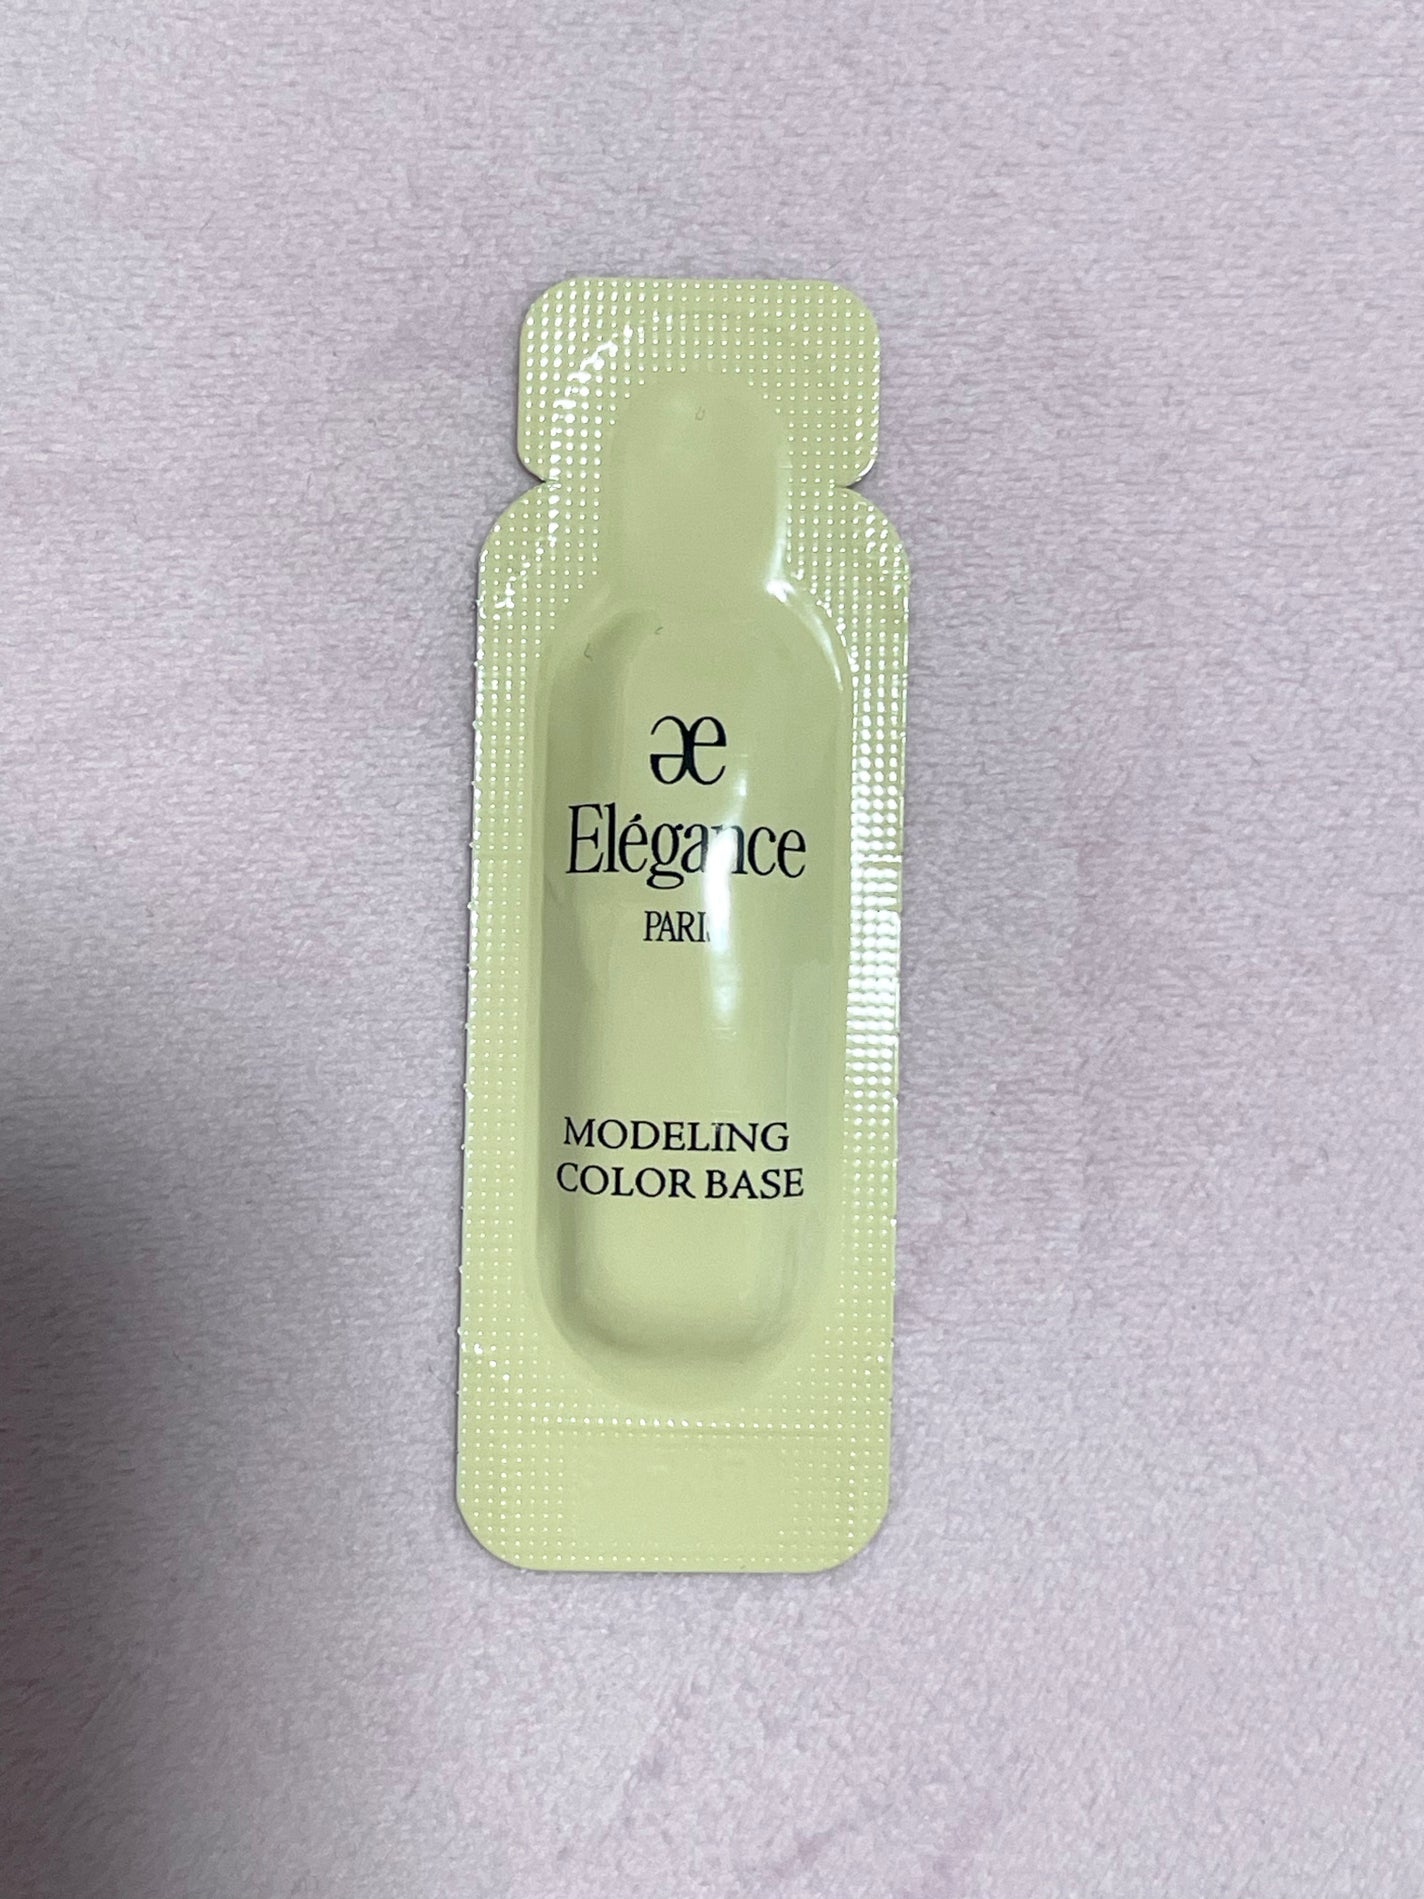 æ
Elégance
PARIS
MODELING
COLOR BASE